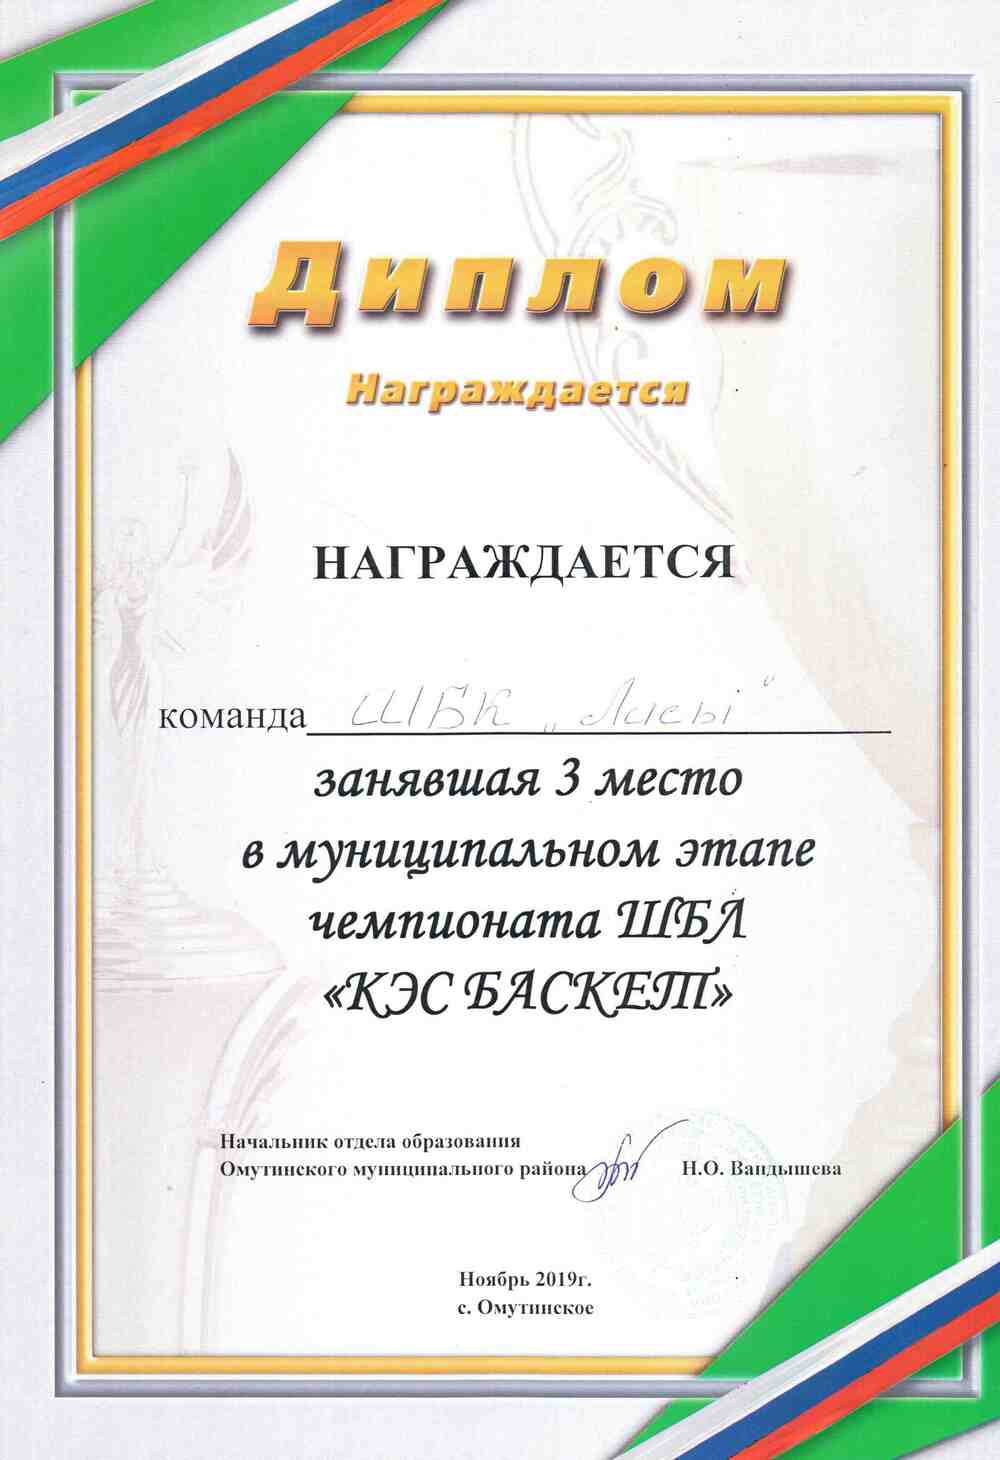 Диплом
Награждается
НАГРАЖДАЕТСЯ
команда ШБК „Лисы"
занявшая 3 место
в муниципальном этапе
чемпионата ШБЛ
«КЭС БАСКЕТ»
Начальник отдела образования
Омутинского муниципального района Н.О. Вандышева
Ноябрь 2019г.
с. Омутинское